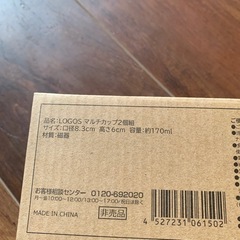 品名：LOGOS マルチカップ2個組
サイズ：口径8.3cm 高さ6cm 容量：約170ml
材質：磁器
お客様相談センター 0120-692020
月～金 10:00～12:00/13:00～17:00
祝日は除く
MADE IN CHINA
非売品
4 527231 061502